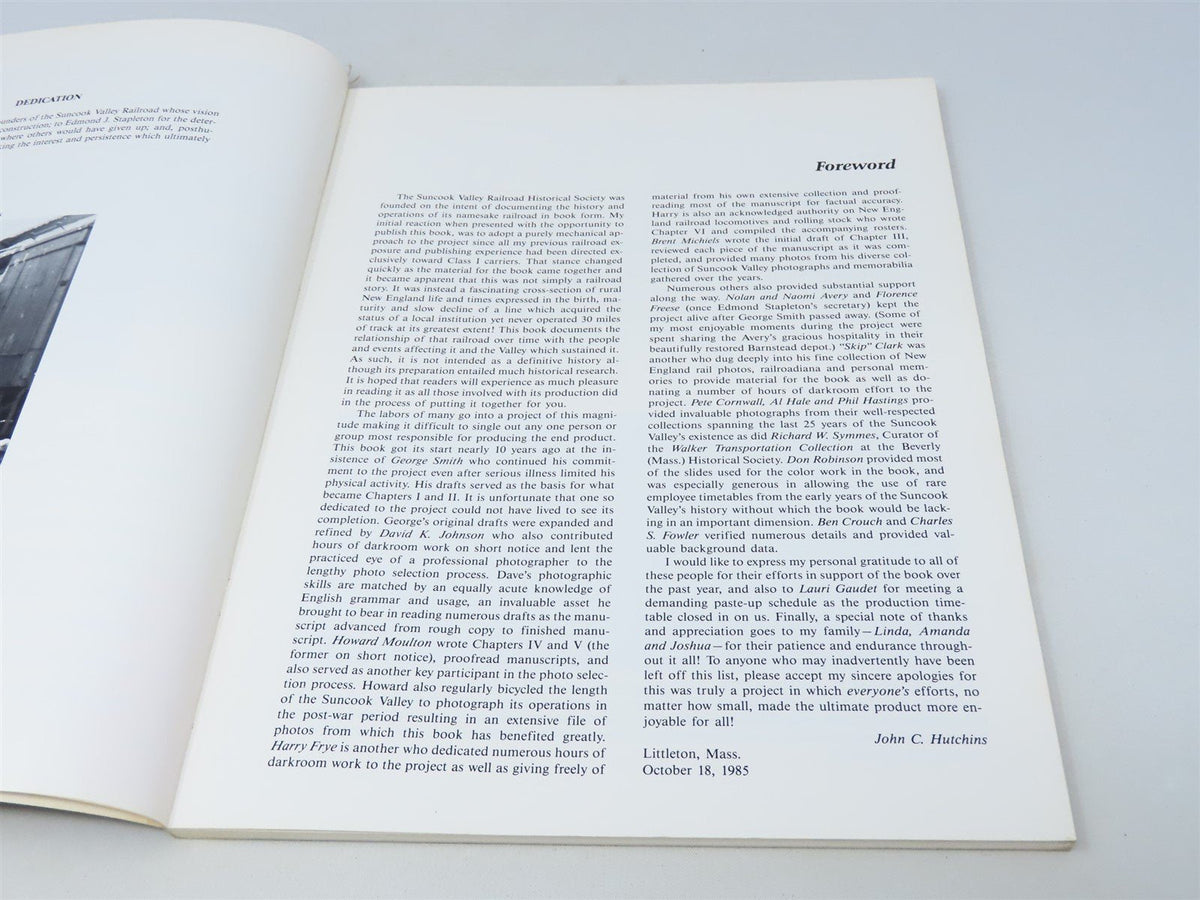 DEDICATION
unders of the Suncook Valley Railroad whose vision
construction; to Edmond J. Stapleton for the deter-
where others would have given up; and, posthu-
king the interest and persistence which ultimately
Foreword
The Suncook Valley Railroad Historical Society was
founded on the intent of documenting the history and
operations of its namesake railroad in book form. My
initial reaction when presented with the opportunity to
publish this book, was to adopt a purely mechanical ap-
proach to the project since all my previous railroad ex-
posure and publishing experience had been directed ex-
clusively toward Class I carriers. That stance changed
quickly as the material for the book came together and
it became apparent that this was not simply a railroad
story. It was instead a fascinating cross-section of rural
New England life and times expressed in the birth, ma-
turity and slow decline of a line which acquired the
status of a local institution yet never operated 30 miles
of track at its greatest extent! This book documents the
relationship of that railroad over time with the people
and events affecting it and the Valley which sustained it.
As such, it is not intended as a definitive history al-
though its preparation entailed much historical research.
It is hoped that readers will experience as much pleasure
in reading it as all those involved with its production did
in the process of putting it together for you.
The labors of many go into a project of this magni-
tude making it difficult to single out any one person or
group most responsible for producing the end product.
This book got its start nearly 10 years ago at the in-
sistence of George Smith who continued his commit-
ment to the project even after serious illness limited his
physical activity. His drafts served as the basis for what
became Chapters I and II. It is unfortunate that one so
dedicated to the project could not have lived to see its
completion. George's original drafts were expanded and
refined by David K. Johnson who also contributed
hours of darkroom work on short notice and lent the
practiced eye of a professional photographer to the
lengthy photo selection process. Dave's photographic
skills are matched by an equally acute knowledge of
English grammar and usage, an invaluable asset he
brought to bear in reading numerous drafts as the manu-
script advanced from rough copy to finished manu-
script. Howard Moulton wrote Chapters IV and V (the
former on short notice), proofread manuscripts, and
also served as another key participant in the photo selec-
tion process. Howard also regularly bicycled the length
of the Suncook Valley to photograph its operations in
the post-war period resulting in an extensive file of
photos from which this book has benefited greatly.
Harry Frye is another who dedicated numerous hours of
darkroom work to the project as well as giving freely of
material from his own extensive collection and proof-
reading most of the manuscript for factual accuracy.
Harry is also an acknowledged authority on New Eng-
land railroad locomotives and rolling stock who wrote
Chapter VI and compiled the accompanying rosters.
Brent Michiels wrote the initial draft of Chapter III,
reviewed each piece of the manuscript as it was com-
pleted, and provided many photos from his diverse col-
lection of Suncook Valley photographs and memorabilia
gathered over the years.
Numerous others also provided substantial support
along the way. Nolan and Naomi Avery and Florence
Freese (once Edmond Stapleton's secretary) kept the
project alive after George Smith passed away. (Some of
my most enjoyable moments during the project were
spent sharing the Avery's gracious hospitality in their
beautifully restored Barnstead depot.) "Skip" Clark was
another who dug deeply into his fine collection of New
England rail photos, railroadiana and personal mem-
ories to provide material for the book as well as do-
nating a number of hours of darkroom effort to the
project. Pete Cornwall, Al Hale and Phil Hastings pro-
vided invaluable photographs from their well-respected
collections spanning the last 25 years of the Suncook
Valley's existence as did Richard W. Symmes, Curator of
the Walker Transportation Collection at the Beverly
(Mass.) Historical Society. Don Robinson provided most
of the slides used for the color work in the book, and
was especially generous in allowing the use of rare
employee timetables from the early years of the Suncook
Valley's history without which the book would be lack-
ing in an important dimension. Ben Crouch and Charles
S. Fowler verified numerous details and provided val-
uable background data.
I would like to express my personal gratitude to all of
these people for their efforts in support of the book over
the past year, and also to Lauri Gaudet for meeting a
demanding paste-up schedule as the production time-
table closed in on us. Finally, a special note of thanks
and appreciation goes to my family—Linda, Amanda
and Joshua—for their patience and endurance through-
out it all! To anyone who may inadvertently have been
left off this list, please accept my sincere apologies for
this was truly a project in which everyone's efforts, no
matter how small, made the ultimate product more en-
joyable for all!
John C. Hutchins
Littleton, Mass.
October 18, 1985